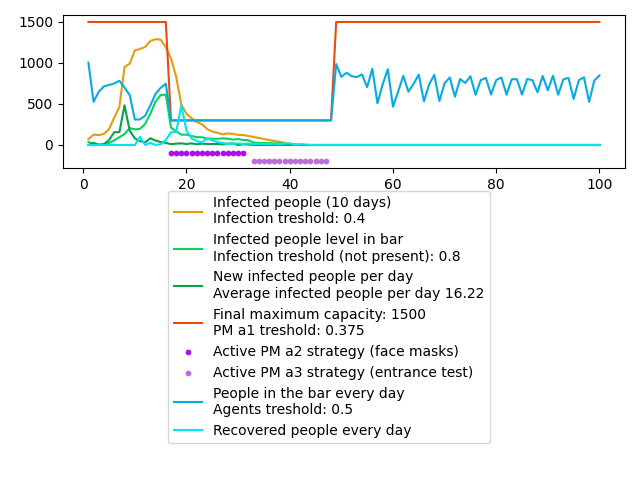 1500
1000
500
0
0 20 40 60 80 100
Infected people (10 days)
Infection treshold: 0.4
Infected people level in bar
Infection treshold (not present): 0.8
New infected people per day
Average infected people per day 16.22
Final maximum capacity: 1500
PM a1 treshold: 0.375
Active PM a2 strategy (face masks)
Active PM a3 strategy (entrance test)
People in the bar every day
Agents treshold: 0.5
Recovered people every day